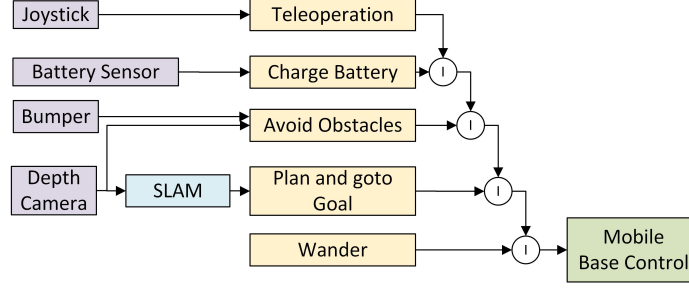 Joystick
Teleoperation
Battery Sensor
Charge Battery
I
Bumper
Avoid Obstacles
I
Depth
Camera
SLAM
Plan and goto
Goal
I
Wander
I
Mobile
Base Control